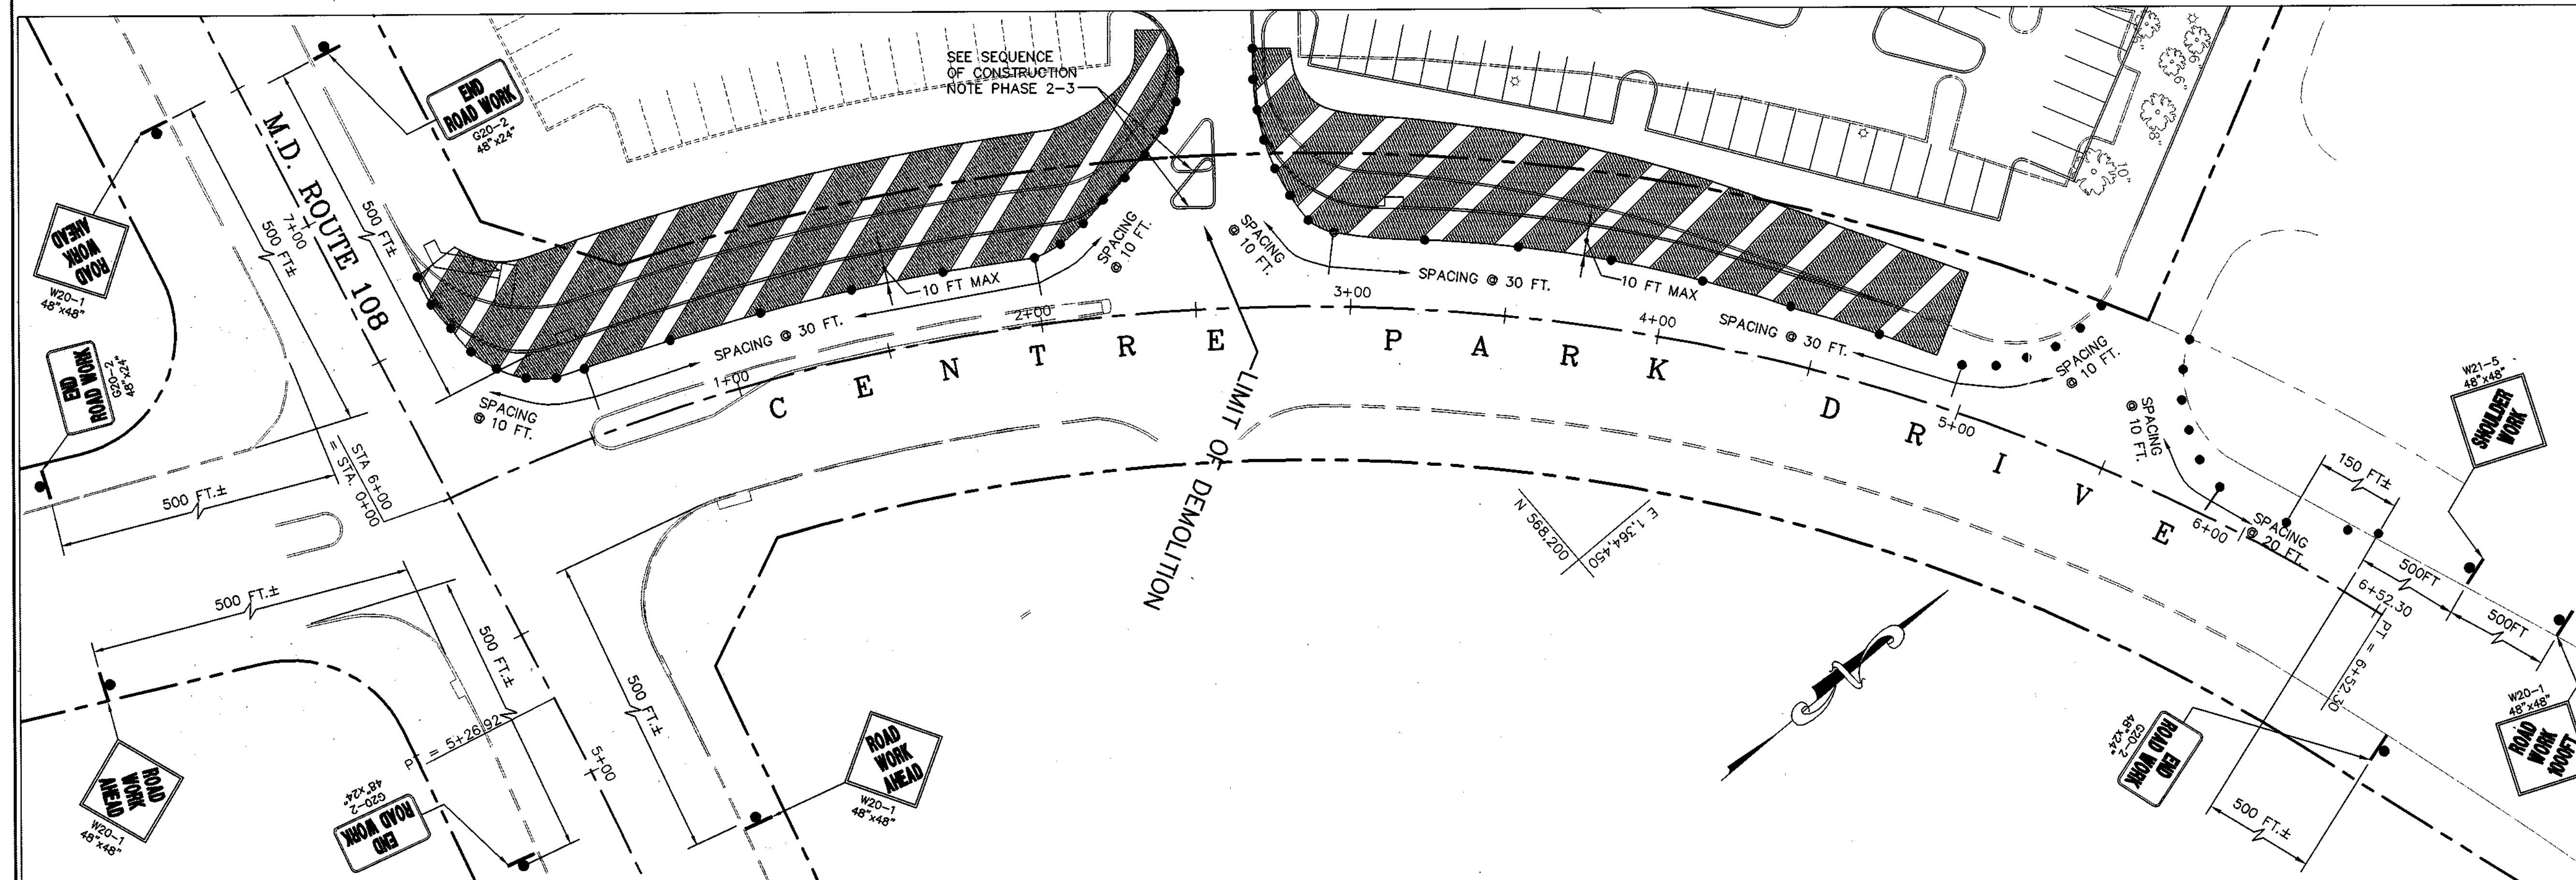 SEE SEQUENCE
OF CONSTRUCTION
NOTE PHASE 2-3
END
ROAD WORK
G20-2
48"x24"
M.D. ROUTE 108
7+00
500 FT±
500 FT±
ROAD
WORK
AHEAD
W20-1
48"x48"
END
ROAD WORK
G20-2
48"x24"
500 FT.±
STA 6+00
= STA. 0+00
SPACING
@ 10 FT.
SPACING @ 30 FT.
10 FT MAX
SPACING
@ 10 FT.
1+00
2+00
SPACING
@ 10 FT.
SPACING @ 30 FT.
10 FT MAX
SPACING @ 30 FT.
SPACING
@ 10 FT.
3+00
4+00
5+00
6+00
CENTRE PARK DRIVE
LIMIT OF DEMOLITION
6"
6"
8"
10"
SPACING
@ 10 FT.
SPACING
@ 20 FT.
150 FT±
W21-5
48"x48"
SHOULDER
WORK
500FT
6+52.30
500FT
PT = 6+52.30
W20-1
48"x48"
ROAD
WORK
1000FT
END
ROAD WORK
G20-2
48"x24"
500 FT.±
N 568,200
E 1,364,450
500 FT.±
500 FT.±
500 FT.±
= 5+26.92
5+00
ROAD
WORK
AHEAD
W20-1
48"x48"
END
ROAD WORK
G20-2
48"x24"
ROAD
WORK
AHEAD
W20-1
48"x48"